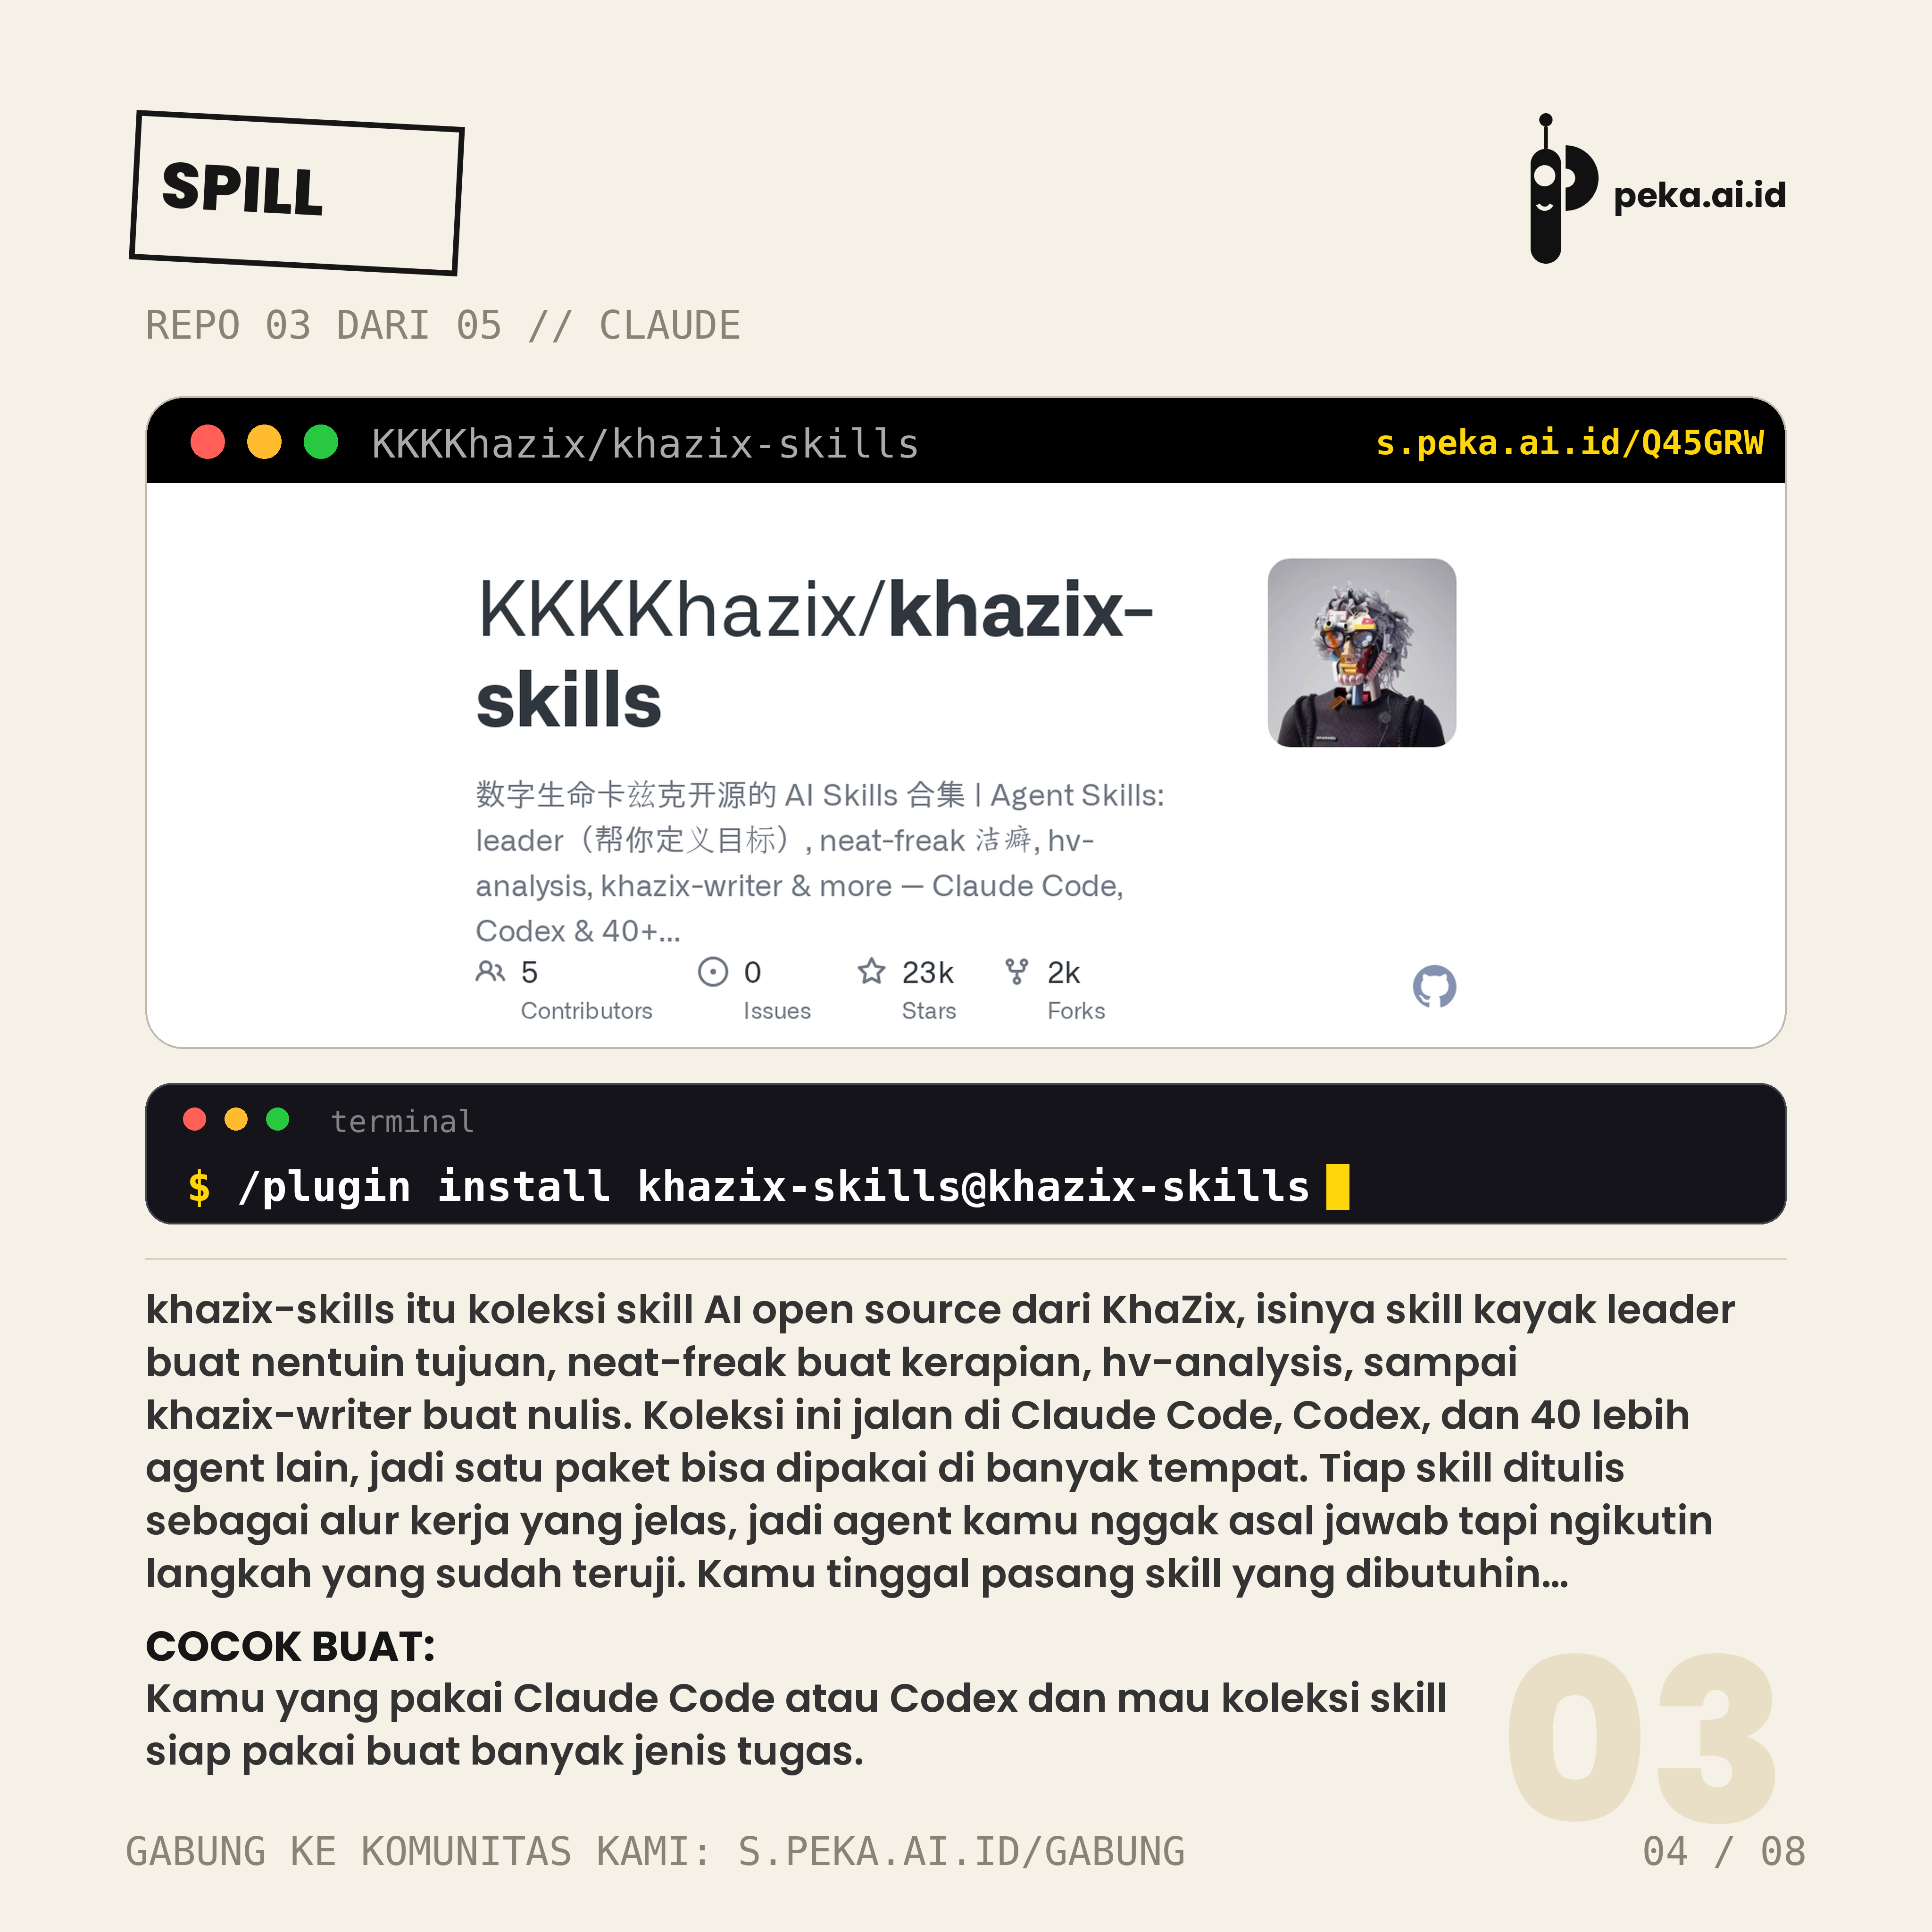 SPILL
peka.ai.id
REPO 03 DARI 05 // CLAUDE
KKKKhazix/khazix-skills
s.peka.ai.id/Q45GRW
KKKKhazix/khazix-
skills
数字生命卡兹克开源的 AI Skills 合集 | Agent Skills:
leader（帮你定义目标）, neat-freak 洁癖, hv-
analysis, khazix-writer & more — Claude Code,
Codex & 40+...
5 0 23k 2k
Contributors Issues Stars Forks
terminal
$ /plugin install khazix-skills@khazix-skills
khazix-skills itu koleksi skill AI open source dari KhaZix, isinya skill kayak leader
buat nentuin tujuan, neat-freak buat kerapian, hv-analysis, sampai
khazix-writer buat nulis. Koleksi ini jalan di Claude Code, Codex, dan 40 lebih
agent lain, jadi satu paket bisa dipakai di banyak tempat. Tiap skill ditulis
sebagai alur kerja yang jelas, jadi agent kamu nggak asal jawab tapi ngikutin
langkah yang sudah teruji. Kamu tinggal pasang skill yang dibutuhin...
COCOK BUAT:
Kamu yang pakai Claude Code atau Codex dan mau koleksi skill
siap pakai buat banyak jenis tugas.
03
GABUNG KE KOMUNITAS KAMI: S.PEKA.AI.ID/GABUNG
04 / 08